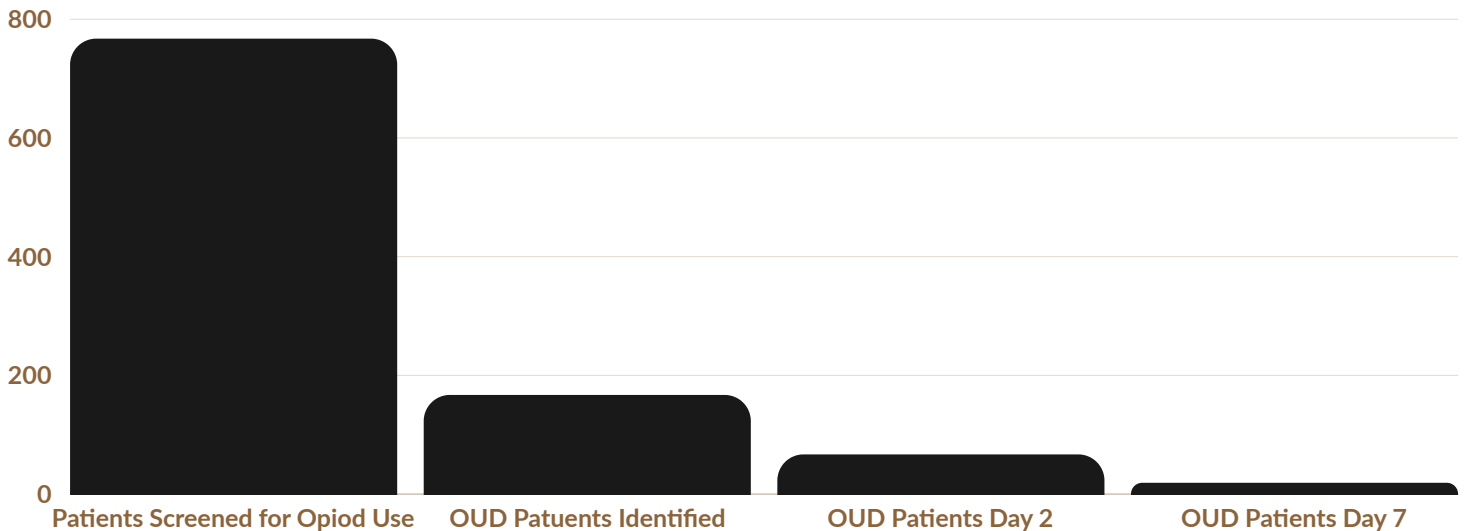 800
600
400
200
0
Patients Screened for Opiod Use
OUD Patuents Identified
OUD Patients Day 2
OUD Patients Day 7